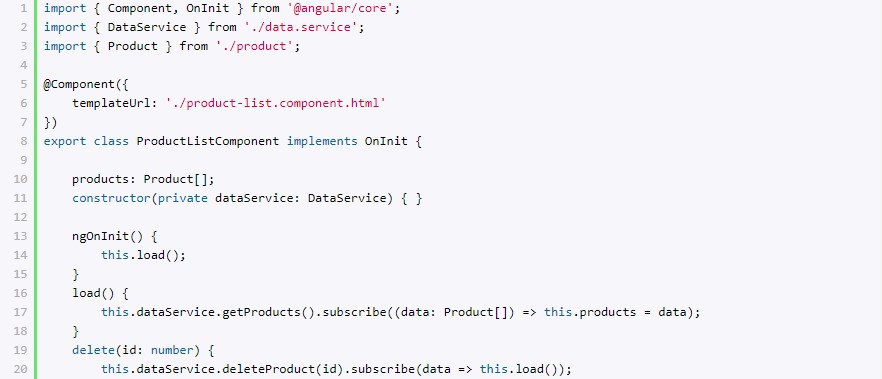 1 import { Component, OnInit } from '@angular/core';
2 import { DataService } from './data.service';
3 import { Product } from './product';
4
5 @Component({
6     templateUrl: './product-list.component.html'
7 })
8 export class ProductListComponent implements OnInit {
9
10     products: Product[];
11     constructor(private dataService: DataService) { }
12
13     ngOnInit() {
14         this.load();
15     }
16     load() {
17         this.dataService.getProducts().subscribe((data: Product[]) => this.products = data);
18     }
19     delete(id: number) {
20         this.dataService.deleteProduct(id).subscribe(data => this.load());